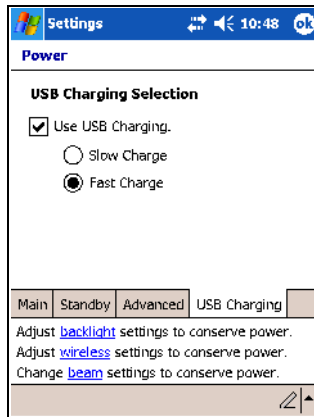 Settings 10:48 ok
Power
USB Charging Selection
Use USB Charging.
Slow Charge
Fast Charge
Main Standby Advanced USB Charging
Adjust backlight settings to conserve power.
Adjust wireless settings to conserve power.
Change beam settings to conserve power.